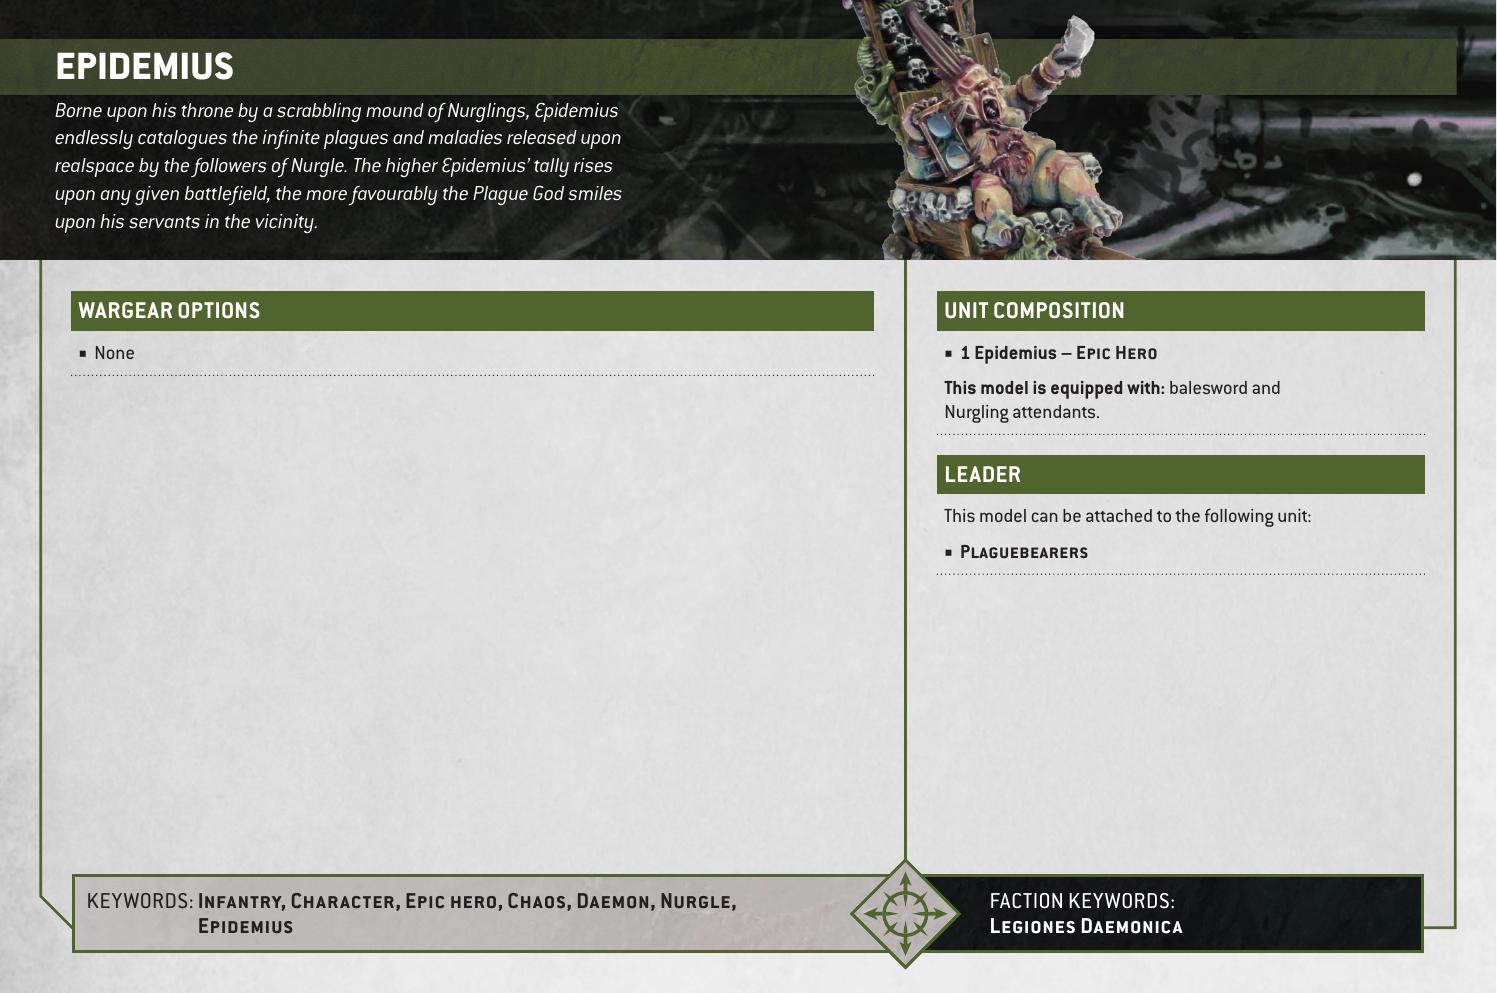 EPIDEMIUS
Borne upon his throne by a scrabbling mound of Nurglings, Epidemius
endlessly catalogues the infinite plagues and maladies released upon
realspace by the followers of Nurgle. The higher Epidemius’ tally rises
upon any given battlefield, the more favourably the Plague God smiles
upon his servants in the vicinity.
WARGEAR OPTIONS
▪ None
UNIT COMPOSITION
▪ 1 Epidemius – EPIC HERO
This model is equipped with: balesword and
Nurgling attendants.
LEADER
This model can be attached to the following unit:
▪ PLAGUEBEARERS
KEYWORDS: INFANTRY, CHARACTER, EPIC HERO, CHAOS, DAEMON, NURGLE,
EPIDEMIUS
FACTION KEYWORDS:
LEGIONES DAEMONICA